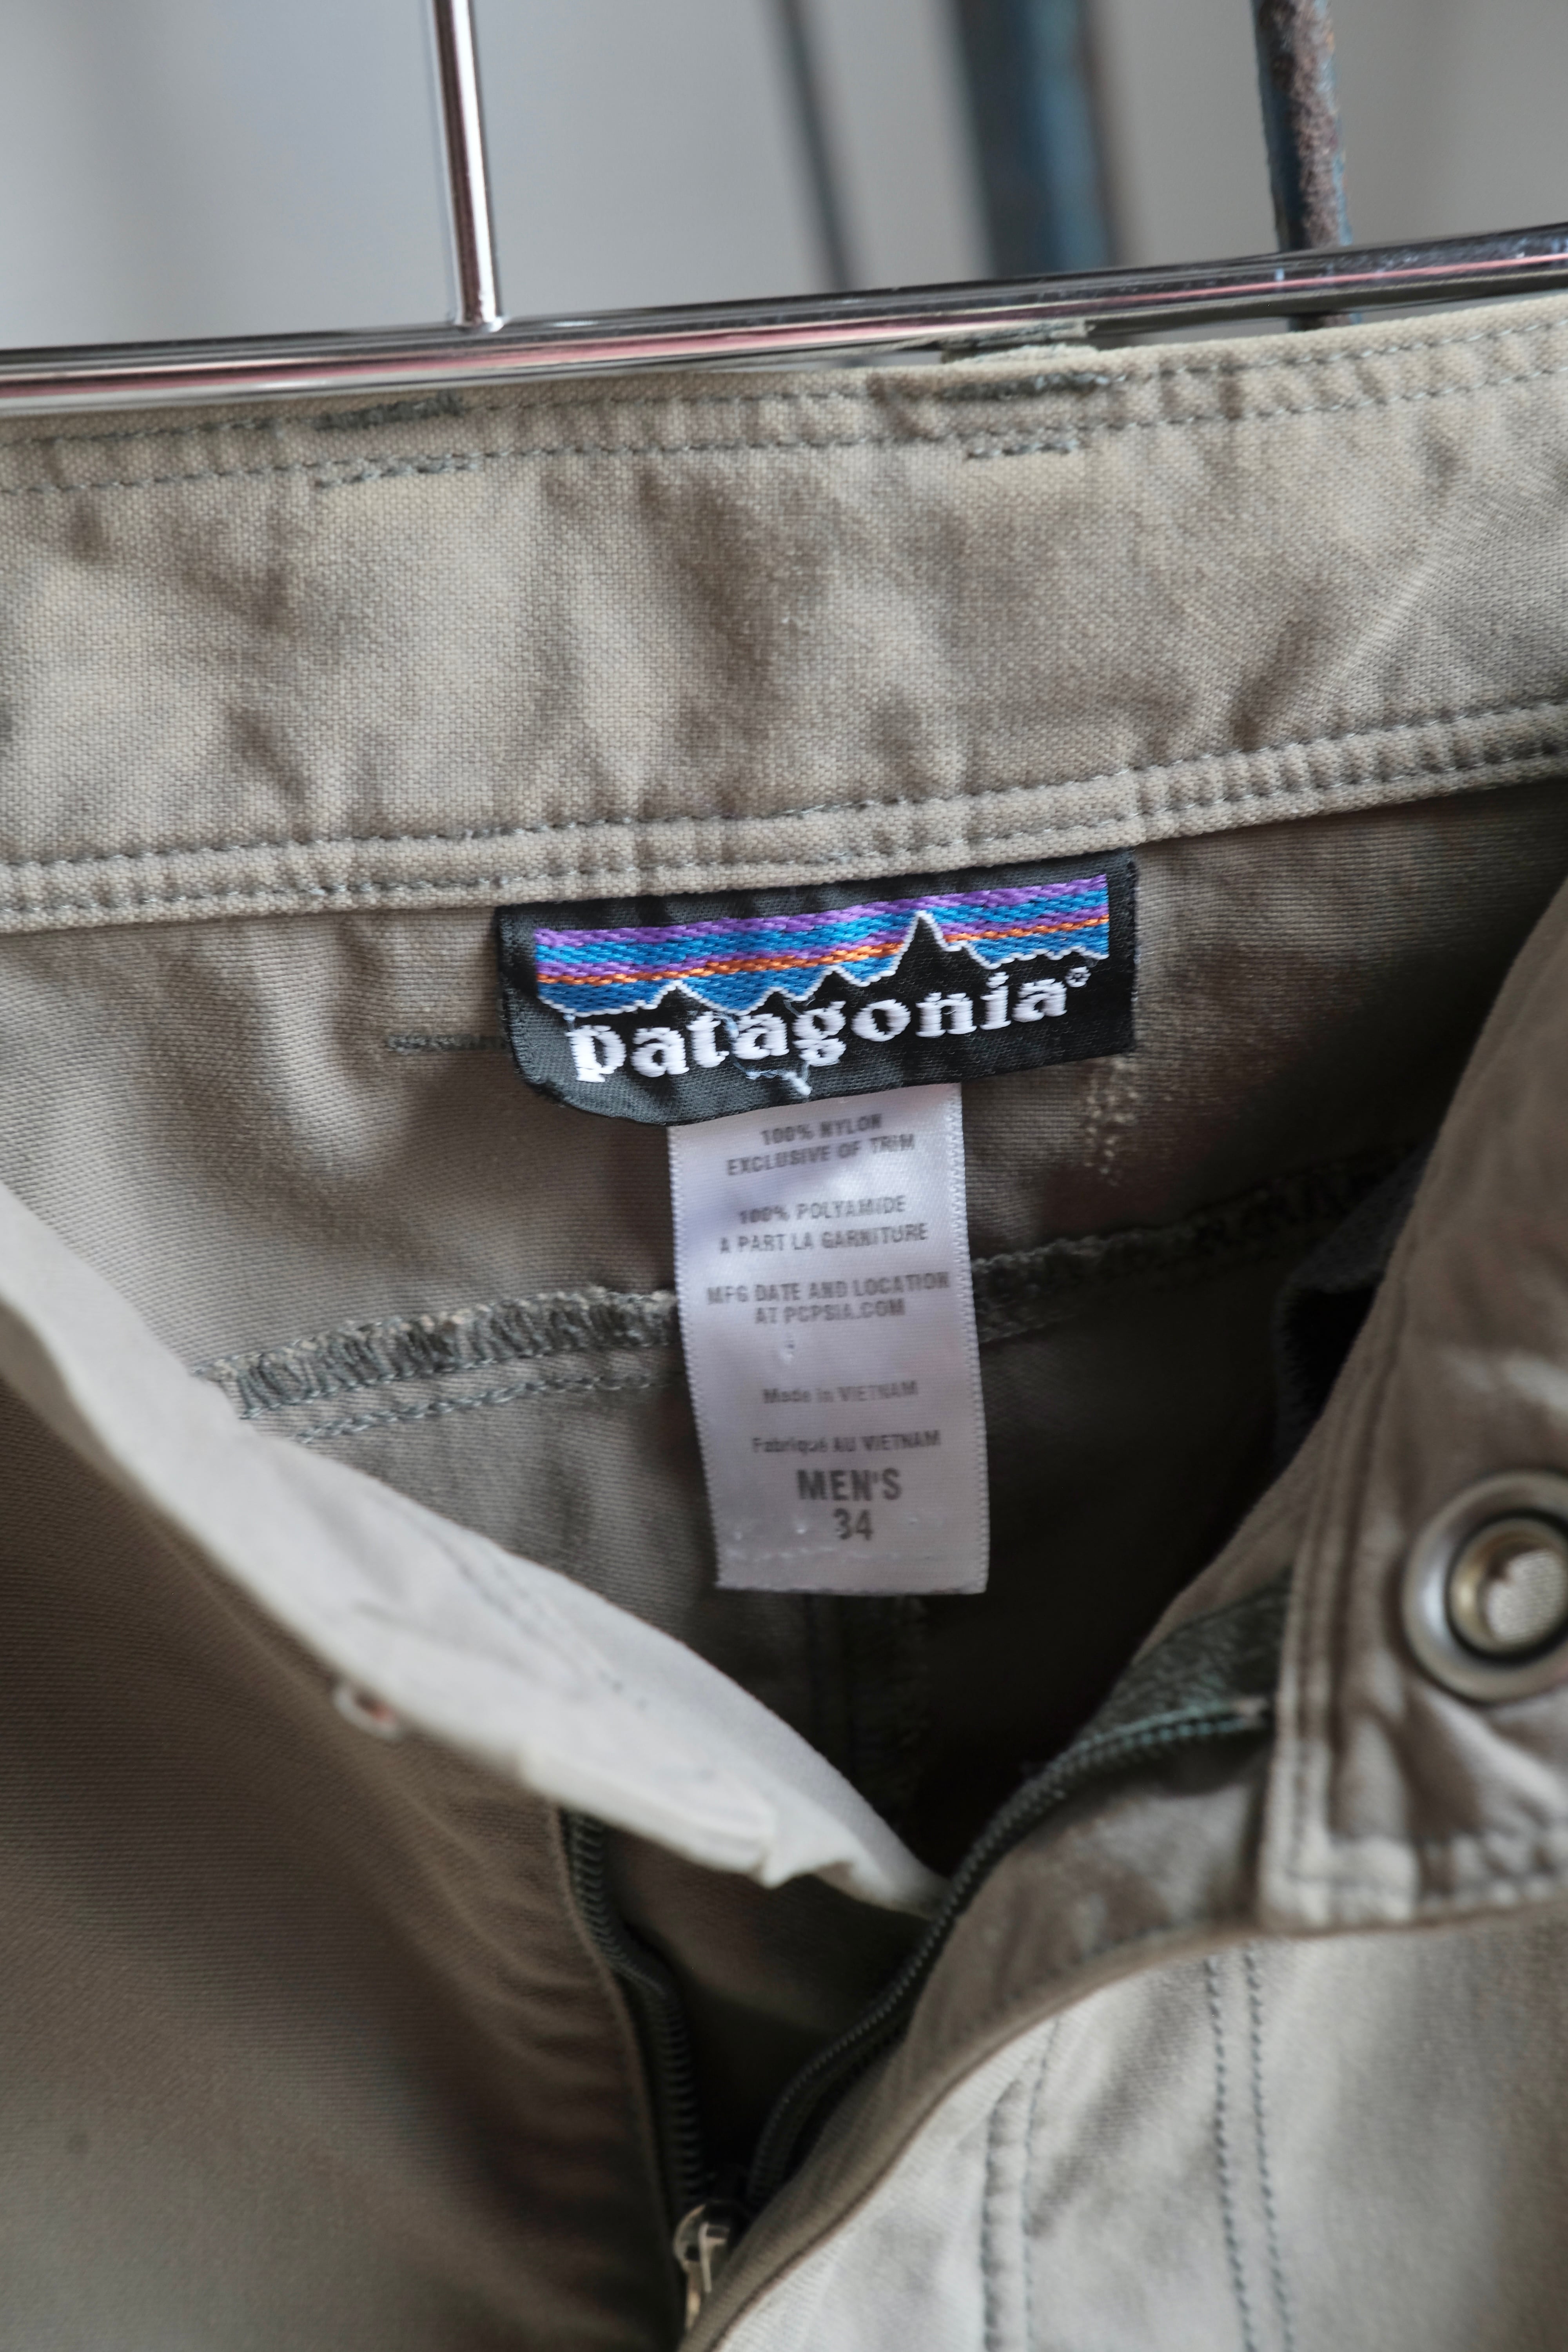 patagonia®
100% NYLON
EXCLUSIVE OF TRIM
100% POLYAMIDE
A PART LA GARNITURE
MFG DATE AND LOCATION
AT PCPSIA.COM
Made in VIETNAM
Fabriqué AU VIETNAM
MEN'S
34